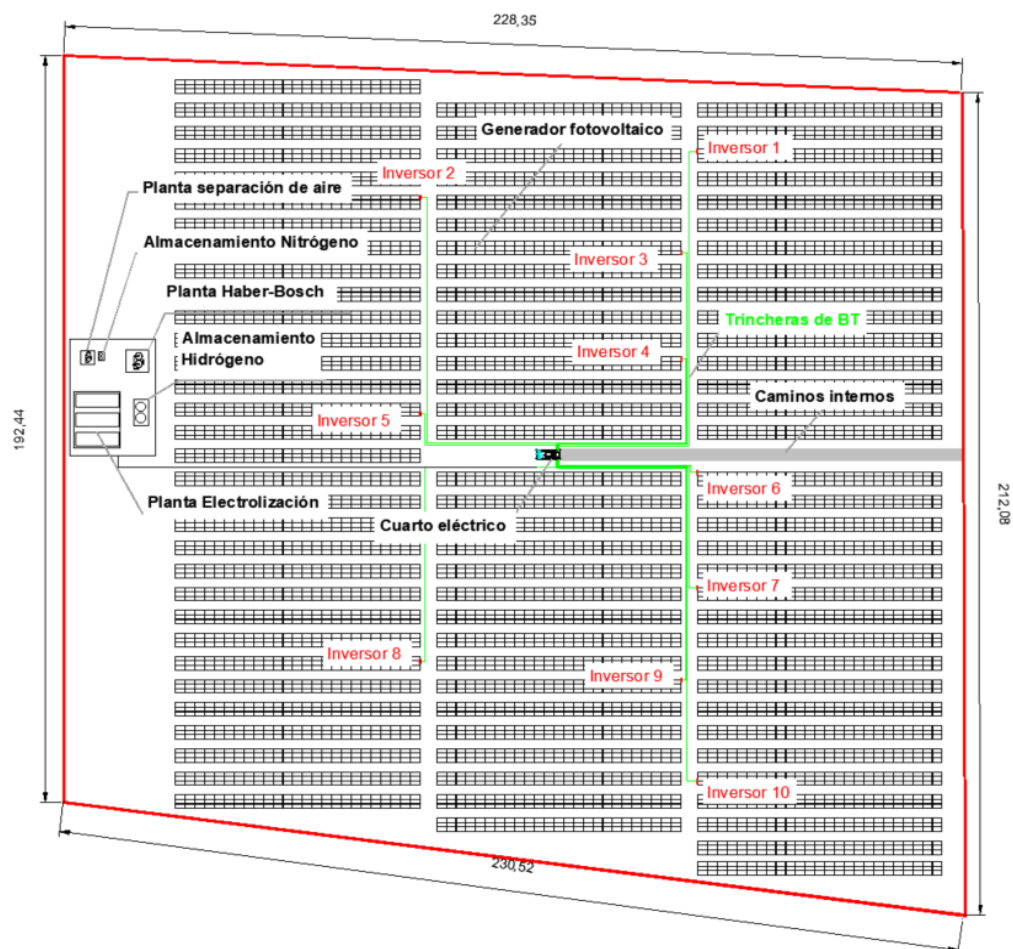 228,35
Generador fotovoltaico
Inversor 1
Inversor 2
Planta separación de aire
Almacenamiento Nitrógeno
Inversor 3
Planta Haber-Bosch
Trincheras de BT
Almacenamiento
Hidrógeno
Inversor 4
Caminos internos
192,44
Inversor 5
Inversor 6
Planta Electrolización
212,08
Cuarto eléctrico
Inversor 7
Inversor 8
Inversor 9
Inversor 10
230,52